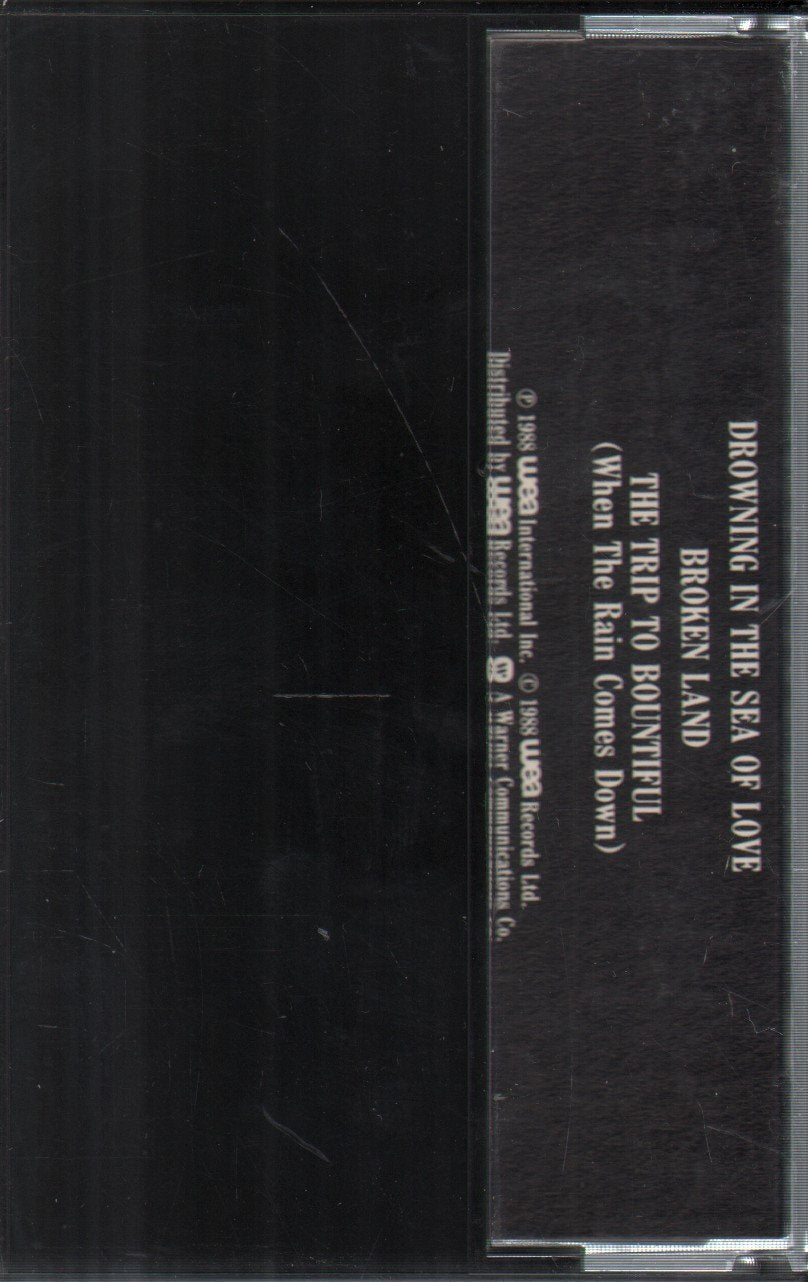 DROWNING IN THE SEA OF LOVE
BROKEN LAND
THE TRIP TO BOUNTIFUL
(When The Rain Comes Down)
℗ 1988 wea International Inc. © 1988 wea Records Ltd.
Distributed by wea Records Ltd. A Warner Communications Co.